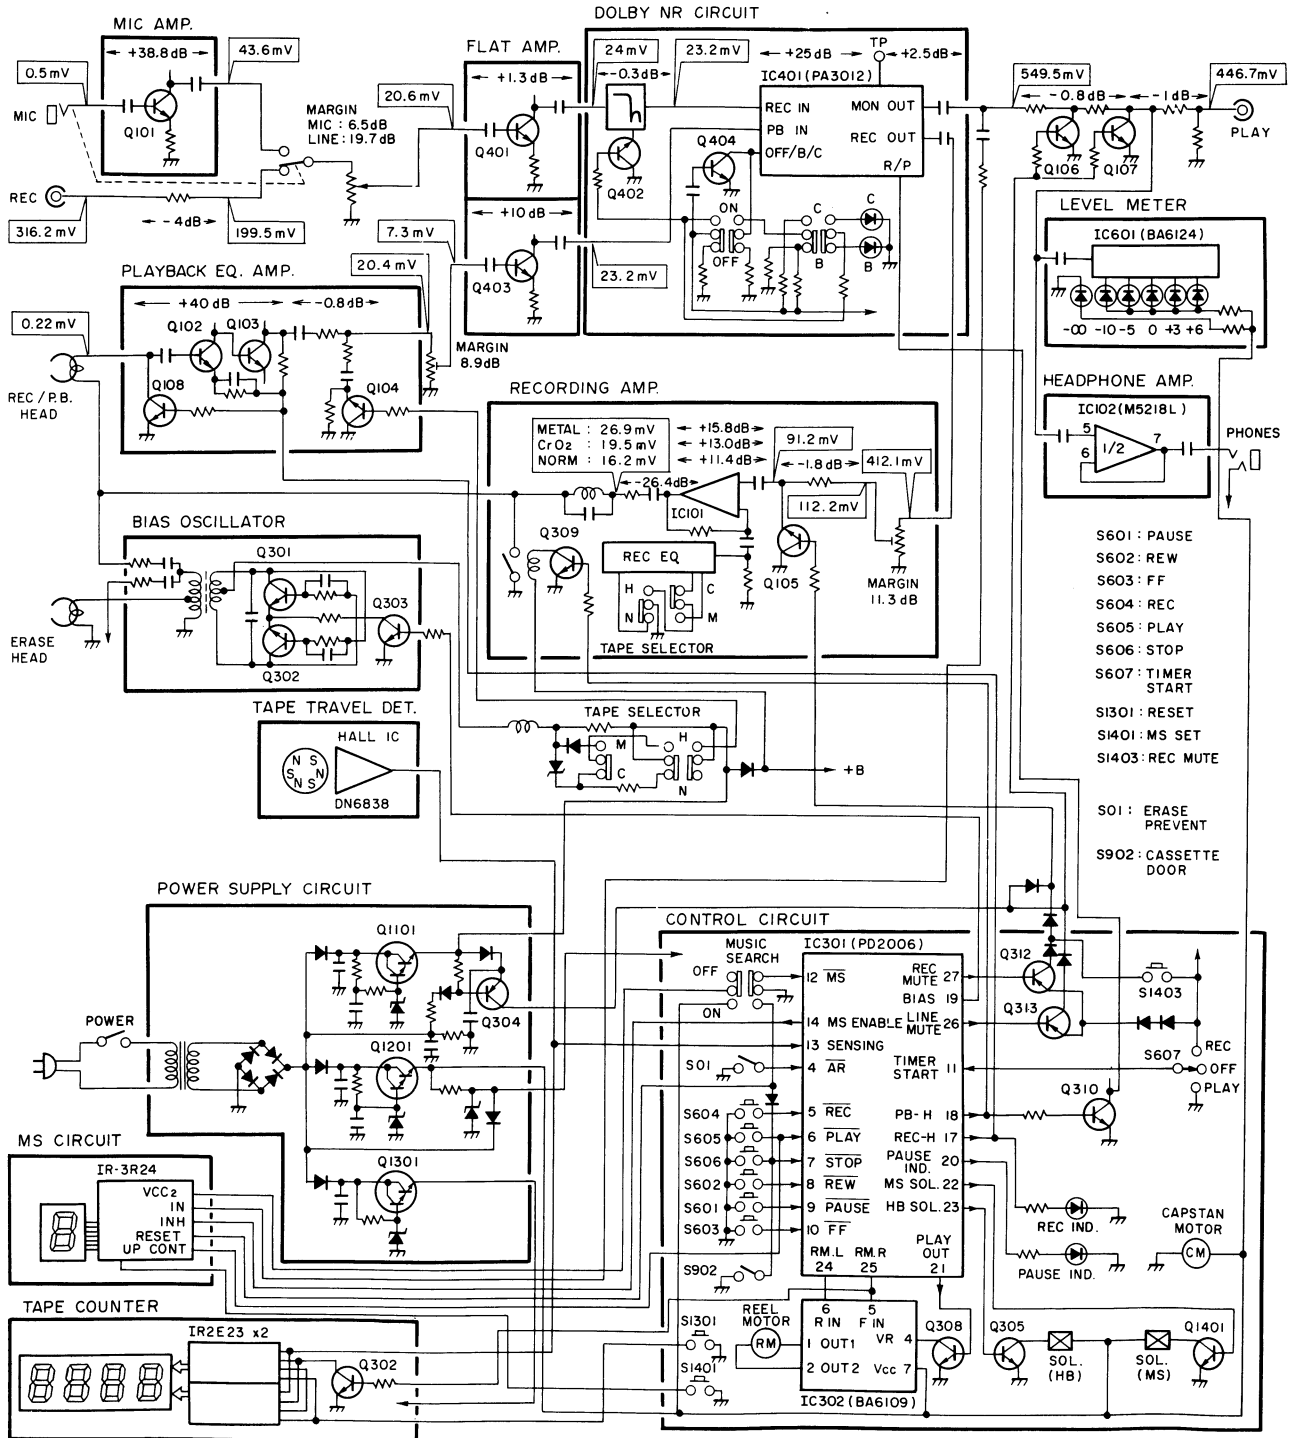 MIC AMP.
+38.8dB
43.6mV
0.5mV
MIC
Q101
MARGIN
MIC : 6.5dB
LINE : 19.7dB
REC
316.2mV
-4dB
199.5mV
FLAT AMP.
+1.3dB
20.6mV
Q401
+10dB
7.3mV
Q403
23.2mV
DOLBY NR CIRCUIT
24mV
-0.3dB
23.2mV
+25dB
TP
+2.5dB
IC401 (PA3012)
REC IN
PB IN
OFF/B/C
MON OUT
REC OUT
R/P
Q402
Q404
ON
OFF
C
B
C
B
549.5mV
-0.8dB
-1dB
446.7mV
PLAY
Q106
Q107
LEVEL METER
IC601 (BA6124)
-∞ -10 -5 0 +3 +6
HEADPHONE AMP.
IC102 (M5218L)
5
6
1/2
7
PHONES
PLAYBACK EQ. AMP.
+40dB
-0.8dB
20.4mV
0.22mV
Q102
Q103
Q108
Q104
REC / P.B.
HEAD
MARGIN
8.9dB
RECORDING AMP.
METAL : 26.9mV
CrO2 : 19.5mV
NORM : 16.2mV
+15.8dB
+13.0dB
+11.4dB
91.2mV
-1.8dB
412.1mV
-26.4dB
IC101
112.2mV
Q309
REC EQ
Q105
MARGIN
11.3 dB
H
N
C
M
TAPE SELECTOR
BIAS OSCILLATOR
Q301
Q303
Q302
ERASE
HEAD
TAPE TRAVEL DET.
HALL IC
N S
S N
N S
DN6838
TAPE SELECTOR
M
C
H
N
+B
S601 : PAUSE
S602 : REW
S603 : FF
S604 : REC
S605 : PLAY
S606 : STOP
S607 : TIMER
START
S1301 : RESET
S1401 : MS SET
S1403 : REC MUTE
S01 : ERASE
PREVENT
S902 : CASSETTE
DOOR
POWER SUPPLY CIRCUIT
Q1101
Q304
POWER
Q1201
Q1301
CONTROL CIRCUIT
MUSIC
SEARCH
OFF
ON
IC301 (PD2006)
12 MS
14 MS ENABLE
13 SENSING
4 AR
5 REC
6 PLAY
7 STOP
8 REW
9 PAUSE
10 FF
REC
MUTE 27
BIAS 19
LINE
MUTE 26
TIMER
START 11
PB-H 18
REC-H 17
PAUSE
IND. 20
MS SOL. 22
HB SOL. 23
PLAY
OUT
21
RM.L
24
RM.R
25
S01
S604
S605
S606
S602
S601
S603
S902
Q312
Q313
Q310
S1403
S607
REC
OFF
PLAY
REC IND.
PAUSE IND.
CAPSTAN
MOTOR
CM
MS CIRCUIT
IR-3R24
VCC2
IN
INH
RESET
UP CONT
TAPE COUNTER
IR2E23 x2
Q302
S1301
S1401
REEL
MOTOR
RM
6
R IN
5
F IN
1 OUT1
2 OUT2
VR 4
Vcc 7
IC302 (BA6109)
Q308
Q305
SOL.
(HB)
SOL.
(MS)
Q1401